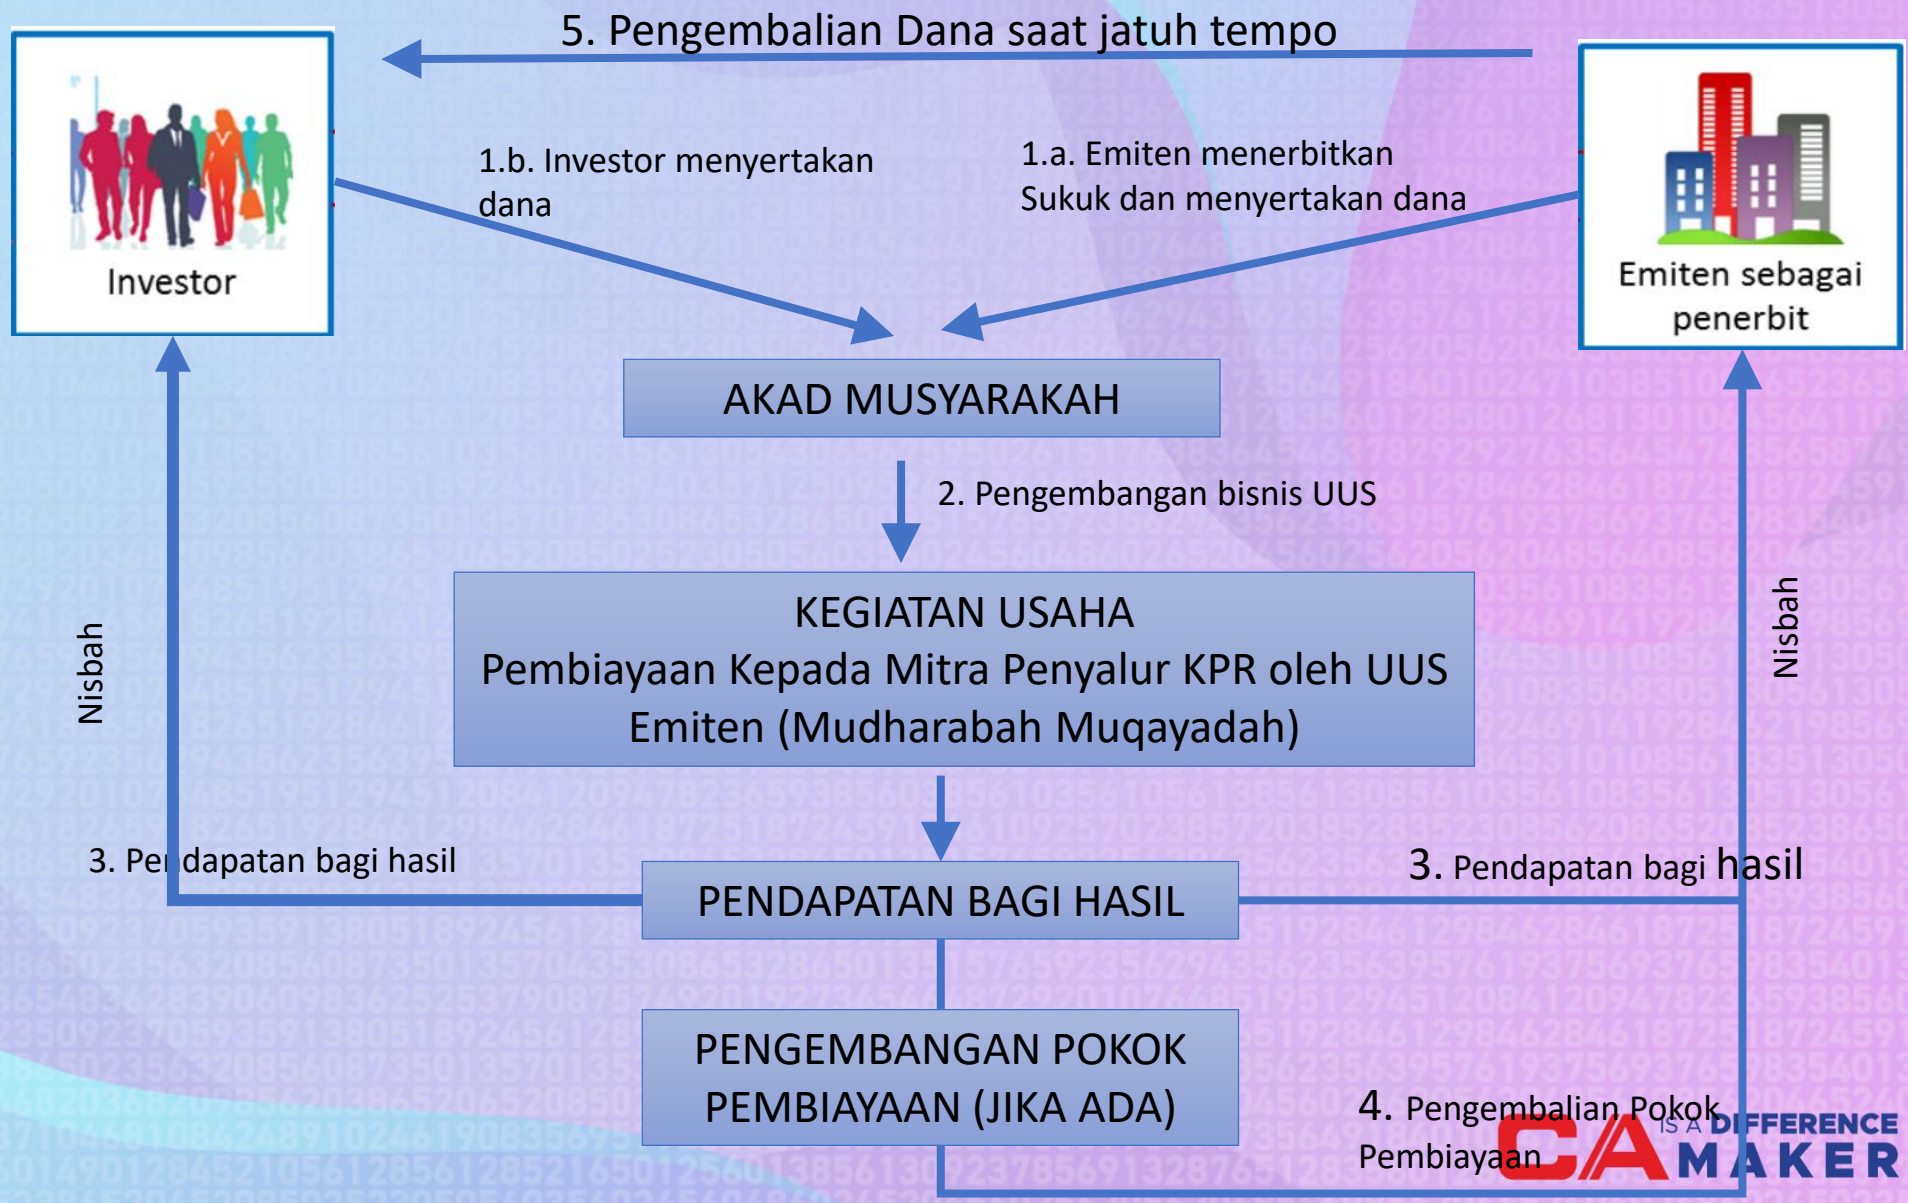 5. Pengembalian Dana saat jatuh tempo
Investor
1.b. Investor menyertakan
dana
1.a. Emiten menerbitkan
Sukuk dan menyertakan dana
Emiten sebagai
penerbit
AKAD MUSYARAKAH
2. Pengembangan bisnis UUS
KEGIATAN USAHA
Pembiayaan Kepada Mitra Penyalur KPR oleh UUS
Emiten (Mudharabah Muqayadah)
Nisbah
Nisbah
3. Pendapatan bagi hasil
3. Pendapatan bagi hasil
PENDAPATAN BAGI HASIL
PENGEMBANGAN POKOK
PEMBIAYAAN (JIKA ADA)
4. Pengembalian Pokok
Pembiayaan
CA IS A DIFFERENCE
MAKER